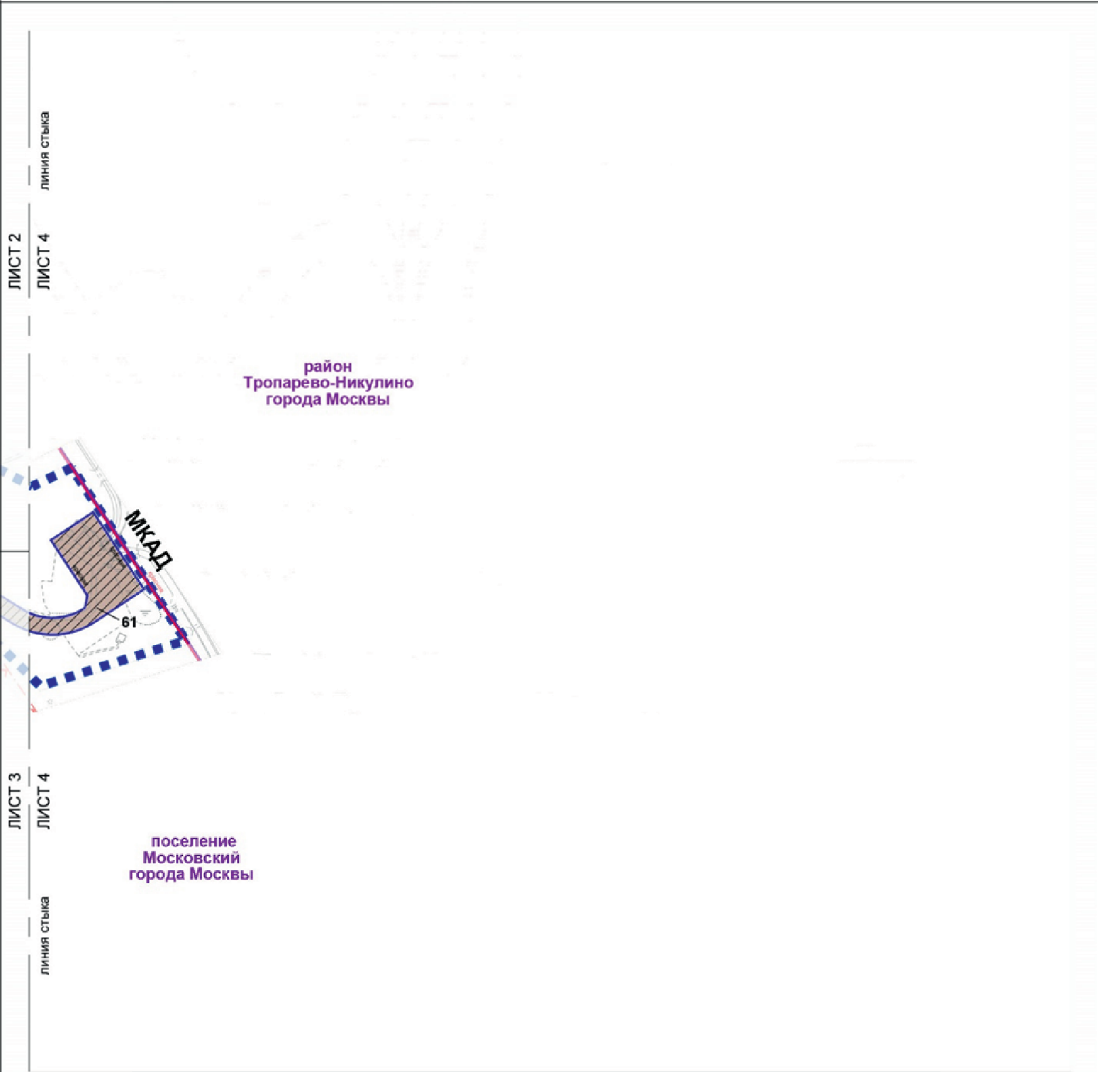 линия стыка
ЛИСТ 2
ЛИСТ 4
район
Тропарево-Никулино
города Москвы
МКАД
61
ЛИСТ 3
ЛИСТ 4
поселение
Московский
города Москвы
линия стыка